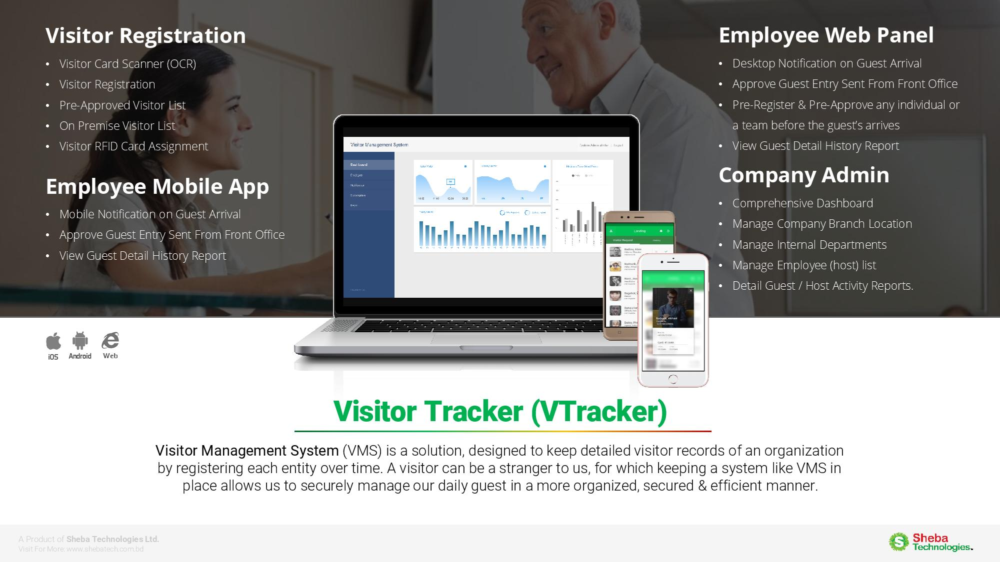 Visitor Registration
• Visitor Card Scanner (OCR)
• Visitor Registration
• Pre-Approved Visitor List
• On Premise Visitor List
• Visitor RFID Card Assignment
Employee Mobile App
• Mobile Notification on Guest Arrival
• Approve Guest Entry Sent From Front Office
• View Guest Detail History Report
Employee Web Panel
• Desktop Notification on Guest Arrival
• Approve Guest Entry Sent From Front Office
• Pre-Register & Pre-Approve any individual or
a team before the guest’s arrives
• View Guest Detail History Report
Company Admin
• Comprehensive Dashboard
• Manage Company Branch Location
• Manage Internal Departments
• Manage Employee (host) list
• Detail Guest / Host Activity Reports.
Visitor Management System
System Administrator | Logout
Dashboard
Employee
Notification
Subscription
Report
Landing
Visitor Request History
iOS Android Web
Visitor Tracker (VTracker)
Visitor Management System (VMS) is a solution, designed to keep detailed visitor records of an organization
by registering each entity over time. A visitor can be a stranger to us, for which keeping a system like VMS in
place allows us to securely manage our daily guest in a more organized, secured & efficient manner.
A Product of Sheba Technologies Ltd.
Visit For More: www.shebatech.com.bd
Sheba
Technologies